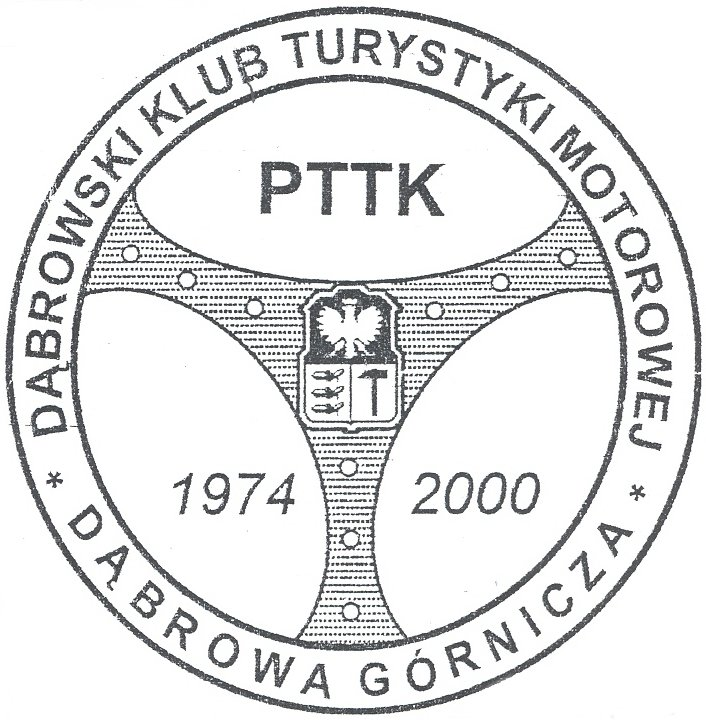 DĄBROWSKI KLUB TURYSTYKI MOTOROWEJ
PTTK
1974 2000
* DĄBROWA GÓRNICZA *